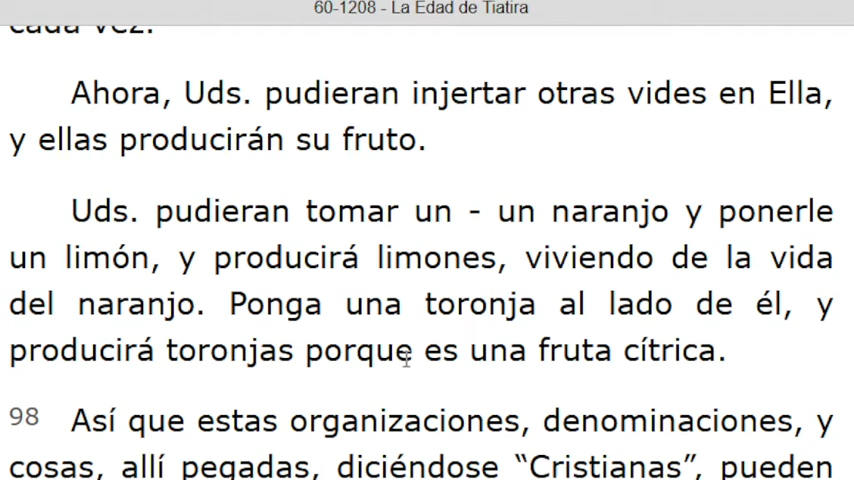 60-1208 - La Edad de Tiatira
cada vez.
Ahora, Uds. pudieran injertar otras vides en Ella,
y ellas producirán su fruto.
Uds. pudieran tomar un - un naranjo y ponerle
un limón, y producirá limones, viviendo de la vida
del naranjo. Ponga una toronja al lado de él, y
producirá toronjas porque es una fruta cítrica.
98 Así que estas organizaciones, denominaciones, y
cosas, allí pegadas, diciéndose “Cristianas”, pueden